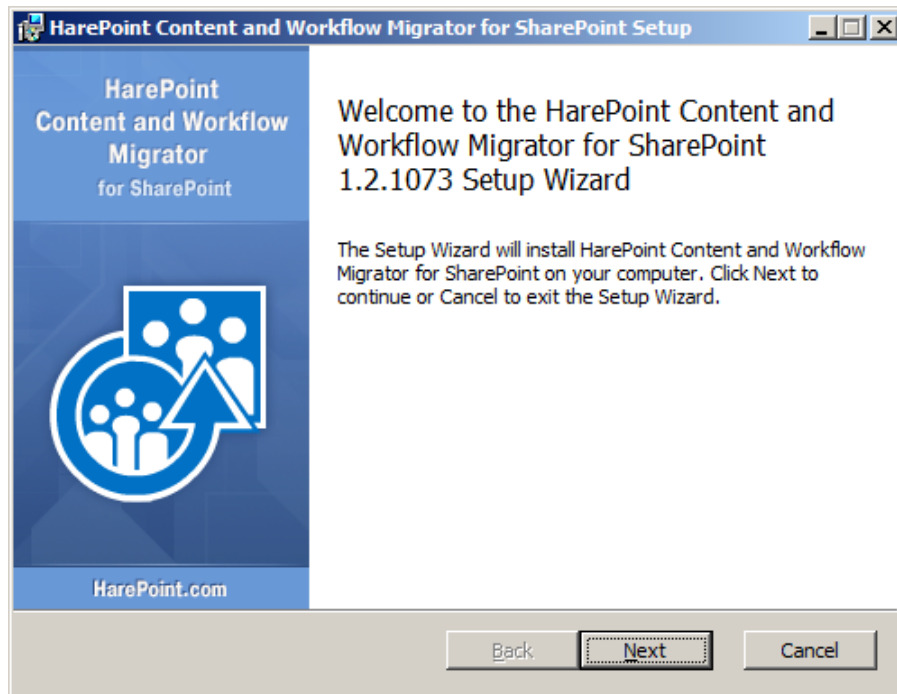 HarePoint Content and Workflow Migrator for SharePoint Setup
HarePoint
Content and Workflow
Migrator
for SharePoint
Welcome to the HarePoint Content and
Workflow Migrator for SharePoint
1.2.1073 Setup Wizard
The Setup Wizard will install HarePoint Content and Workflow
Migrator for SharePoint on your computer. Click Next to
continue or Cancel to exit the Setup Wizard.
HarePoint.com
Back Next Cancel